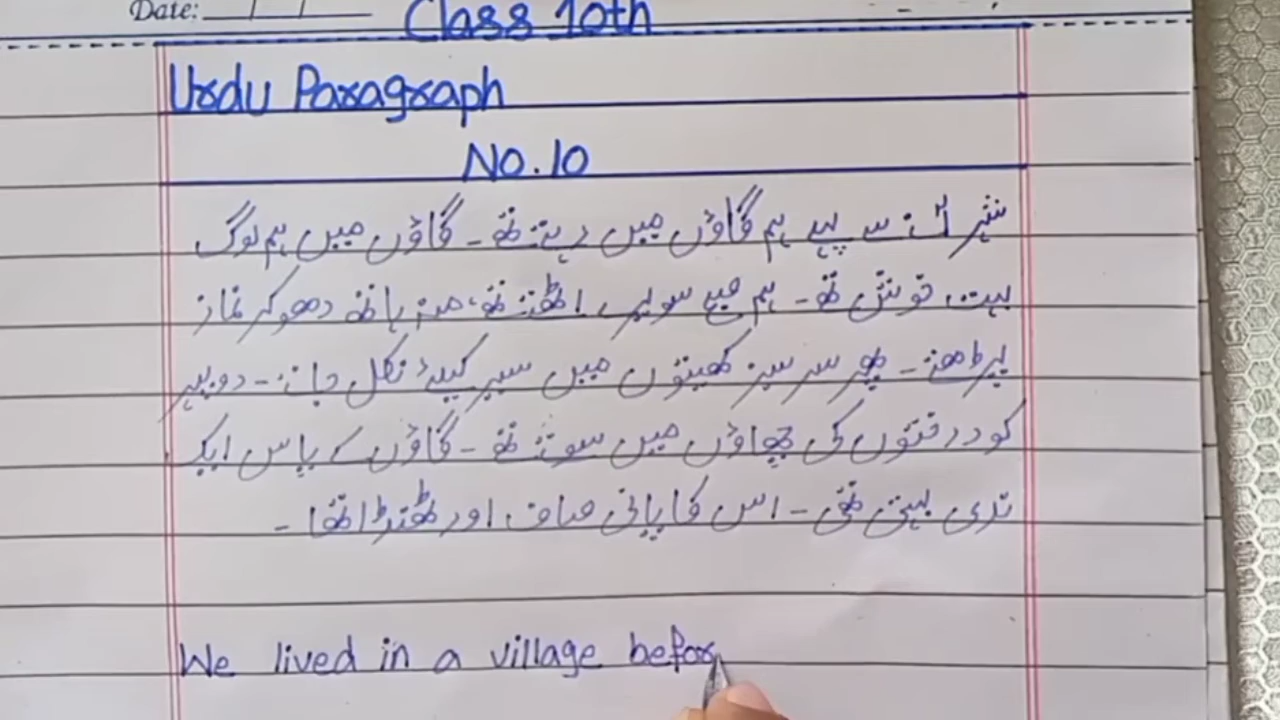 Date:
Class 10th
Urdu Paragraph
No.10
شہر آنے سے پہلے ہم گاؤں میں رہتے تھے۔ گاؤں میں ہم لوگ
بہت خوش تھے۔ ہم صبح سویرے اٹھتے تھے، منہ ہاتھ دھو کر نماز
پڑھتے۔ پھر سرسبز کھیتوں میں سیر کیلئے نکل جاتے۔ دوپہر
کو درختوں کی چھاؤں میں سوتے تھے۔ گاؤں کے پاس ایک
ندی بہتی تھی۔ اس کا پانی صاف اور ٹھنڈا تھا۔
We lived in a village befor